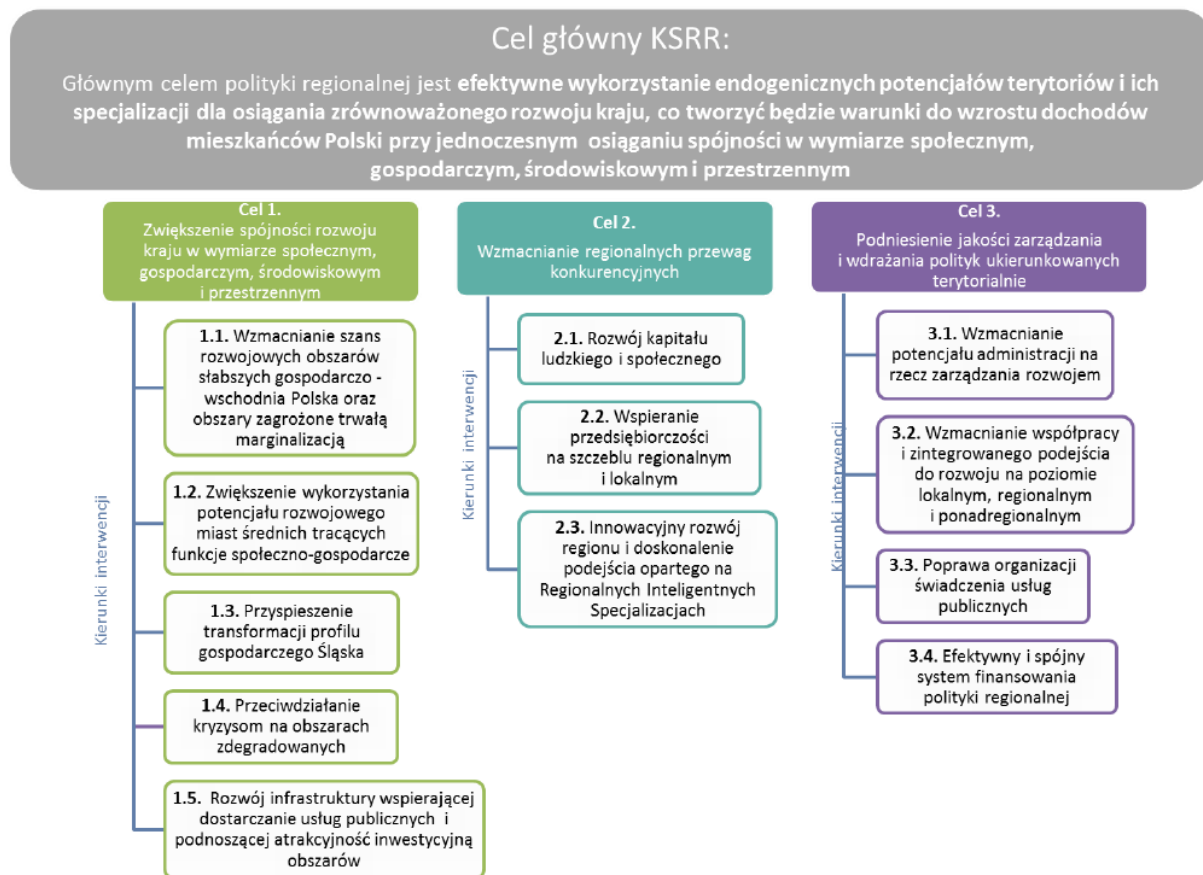 Cel główny KSRR:
Głównym celem polityki regionalnej jest efektywne wykorzystanie endogenicznych potencjałów terytoriów i ich
specjalizacji dla osiągania zrównoważonego rozwoju kraju, co tworzyć będzie warunki do wzrostu dochodów
mieszkańców Polski przy jednoczesnym osiąganiu spójności w wymiarze społecznym,
gospodarczym, środowiskowym i przestrzennym
Cel 1.
Zwiększenie spójności rozwoju
kraju w wymiarze społecznym,
gospodarczym, środowiskowym
i przestrzennym
Kierunki interwencji
1.1. Wzmacnianie szans
rozwojowych obszarów
słabszych gospodarczo -
wschodnia Polska oraz
obszary zagrożone trwałą
marginalizacją
1.2. Zwiększenie wykorzystania
potencjału rozwojowego
miast średnich tracących
funkcje społeczno-gospodarcze
1.3. Przyspieszenie
transformacji profilu
gospodarczego Śląska
1.4. Przeciwdziałanie
kryzysom na obszarach
zdegradowanych
1.5. Rozwój infrastruktury wspierającej
dostarczanie usług publicznych i
podnoszącej atrakcyjność inwestycyjną
obszarów
Cel 2.
Wzmacnianie regionalnych przewag
konkurencyjnych
Kierunki interwencji
2.1. Rozwój kapitału
ludzkiego i społecznego
2.2. Wspieranie
przedsiębiorczości
na szczeblu regionalnym
i lokalnym
2.3. Innowacyjny rozwój
regionu i doskonalenie
podejścia opartego na
Regionalnych Inteligentnych
Specjalizacjach
Cel 3.
Podniesienie jakości zarządzania
i wdrażania polityk ukierunkowanych
terytorialnie
Kierunki interwencji
3.1. Wzmacnianie
potencjału administracji na
rzecz zarządzania rozwojem
3.2. Wzmacnianie współpracy
i zintegrowanego podejścia
do rozwoju na poziomie
lokalnym, regionalnym
i ponadregionalnym
3.3. Poprawa organizacji
świadczenia usług
publicznych
3.4. Efektywny i spójny
system finansowania
polityki regionalnej